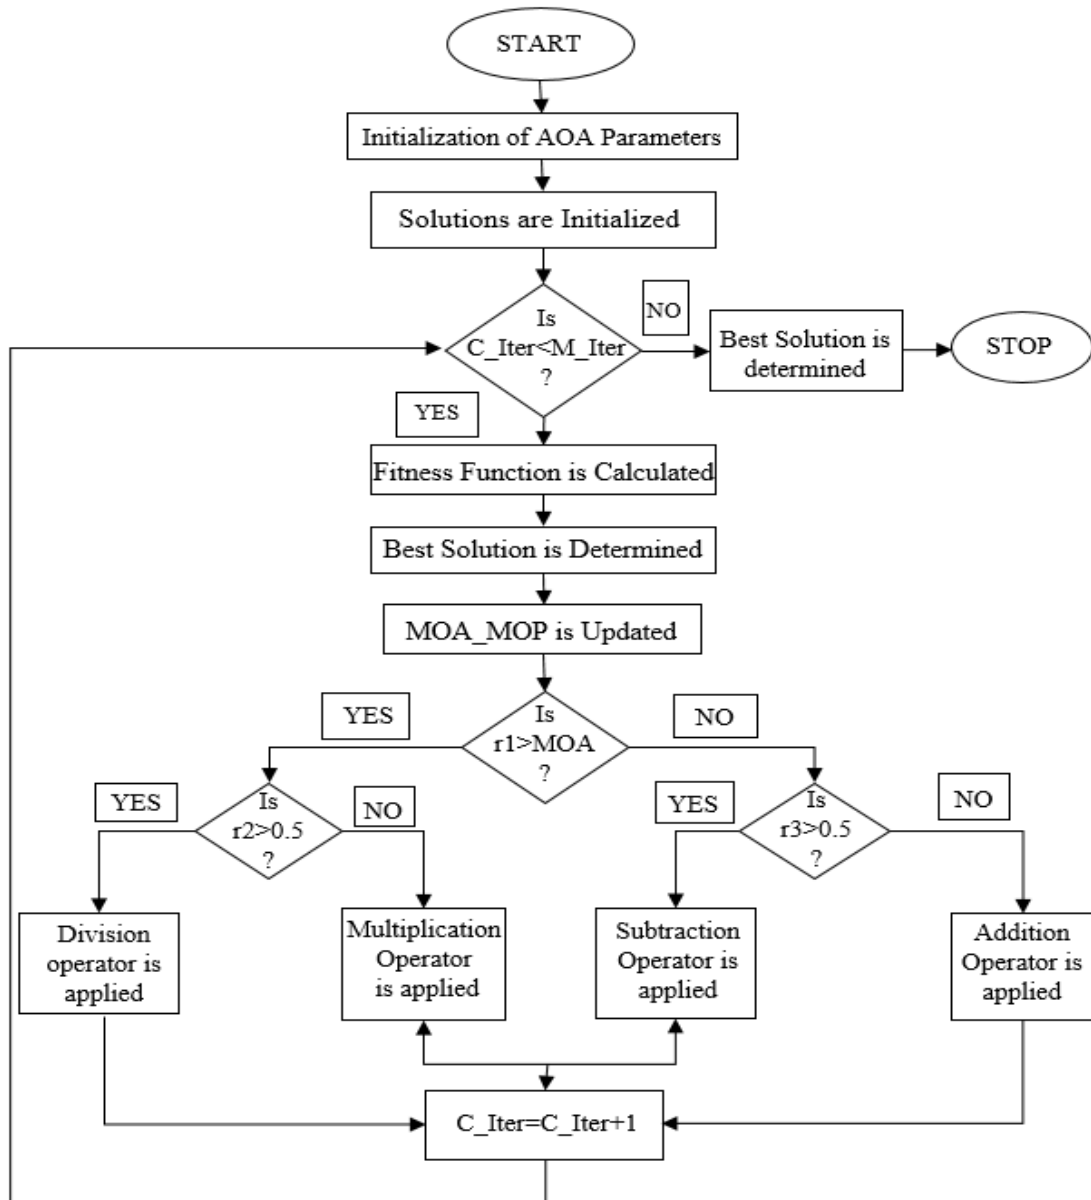 START
Initialization of AOA Parameters
Solutions are Initialized
Is
C_Iter<M_Iter
?
NO
Best Solution is
determined
STOP
YES
Fitness Function is Calculated
Best Solution is Determined
MOA_MOP is Updated
Is
r1>MOA
?
YES
NO
Is
r2>0.5
?
YES
NO
Is
r3>0.5
?
YES
NO
Division
operator is
applied
Multiplication
Operator
is applied
Subtraction
Operator is
applied
Addition
Operator is
applied
C_Iter=C_Iter+1